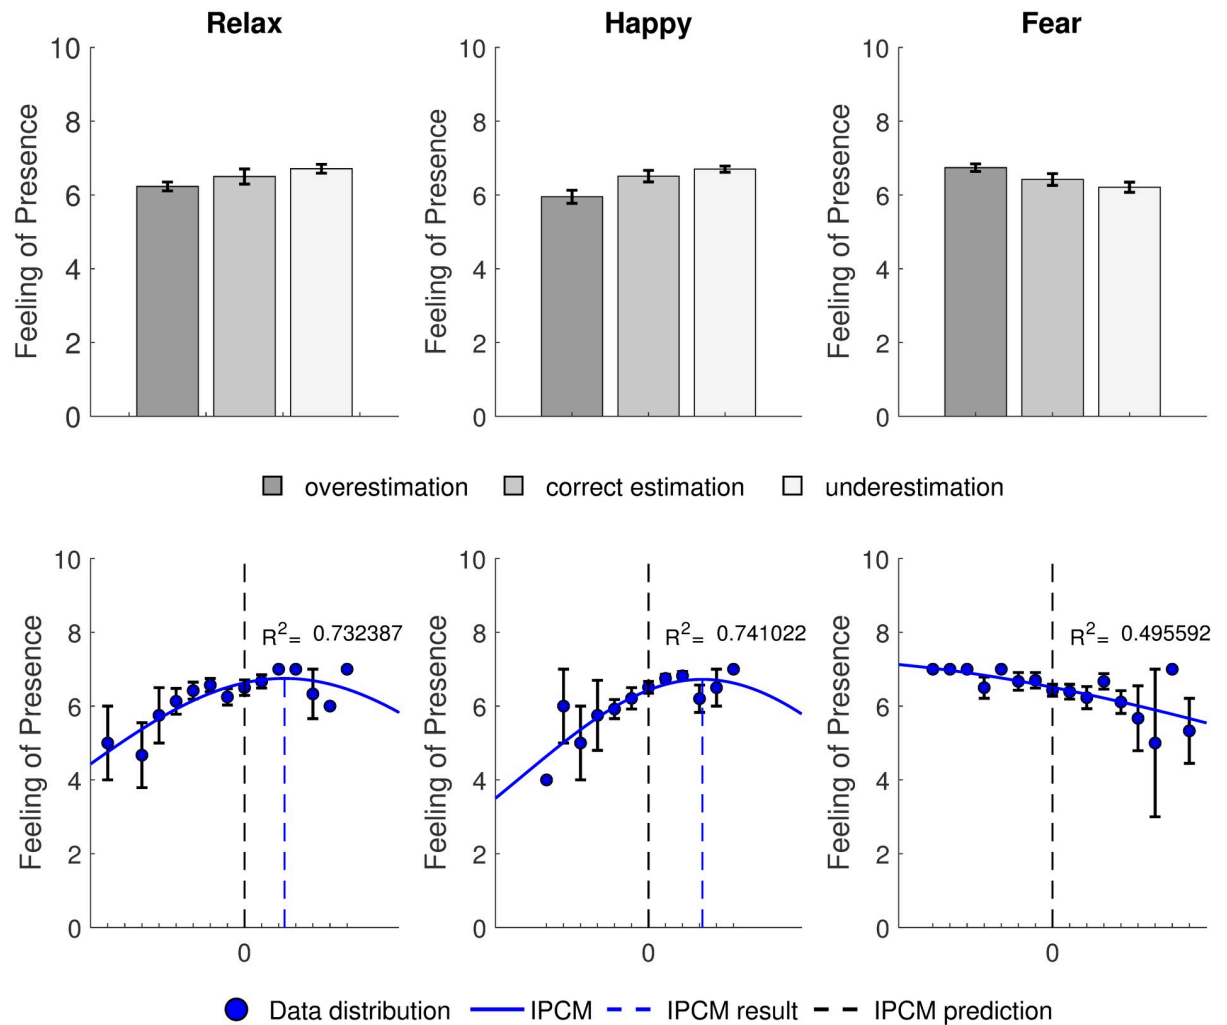 Relax
Happy
Fear
10
8
6
4
2
0
Feeling of Presence
10
8
6
4
2
0
Feeling of Presence
10
8
6
4
2
0
Feeling of Presence
overestimation correct estimation underestimation
10
8
6
4
2
0
Feeling of Presence
R2= 0.732387
0
10
8
6
4
2
0
Feeling of Presence
R2= 0.741022
0
10
8
6
4
2
0
Feeling of Presence
R2= 0.495592
0
Data distribution IPCM IPCM result IPCM prediction